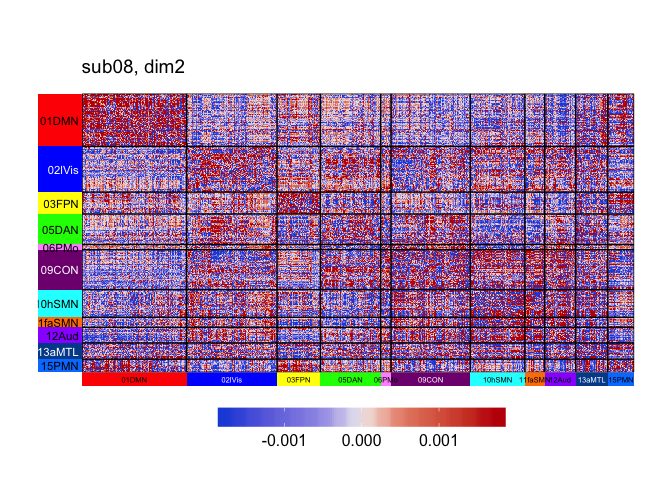 sub08, dim2
01DMN
02lVis
03FPN
05DAN
06PMo
09CON
10hSMN
1faSMN
12Aud
13aMTL
15PMN
01DMN 02lVis 03FPN 05DAN 06PMo 09CON 10hSMN 11faSMN 12Aud 13aMTL 15PMN
-0.001 0.000 0.001